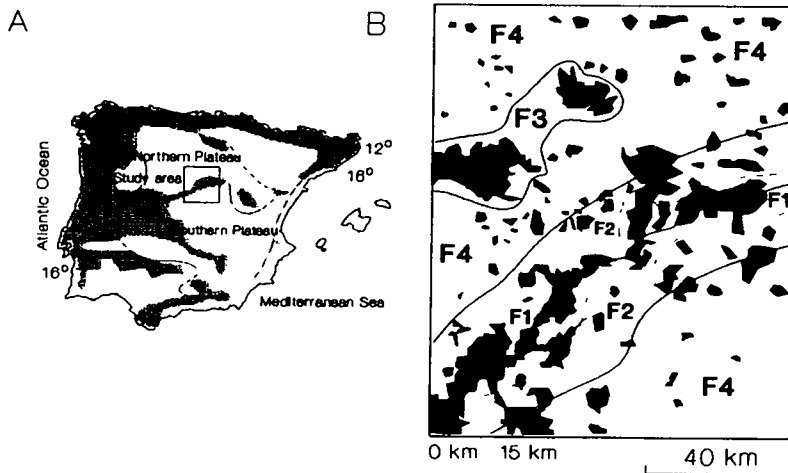 A
B
Atlantic Ocean
Northern Plateau
Study area
Southern Plateau
Mediterranean Sea
12°
16°
16°
F4
F4
F3
F1
F2
F4
F1
F2
F4
0 km 15 km
40 km